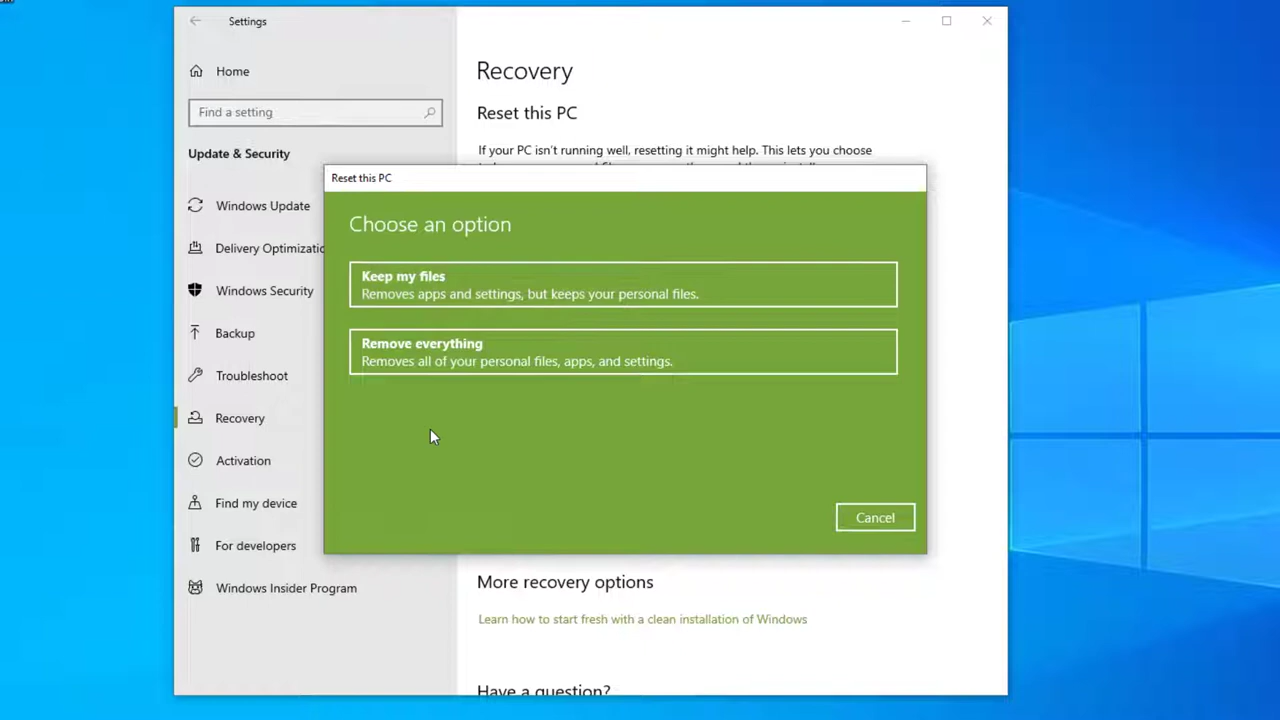 Settings
Home
Find a setting
Update & Security
Windows Update
Delivery Optimizatio
Windows Security
Backup
Troubleshoot
Recovery
Activation
Find my device
For developers
Windows Insider Program
Recovery
Reset this PC
If your PC isn't running well, resetting it might help. This lets you choose
Reset this PC
Choose an option
Keep my files
Removes apps and settings, but keeps your personal files.
Remove everything
Removes all of your personal files, apps, and settings.
Cancel
More recovery options
Learn how to start fresh with a clean installation of Windows
Have a question?